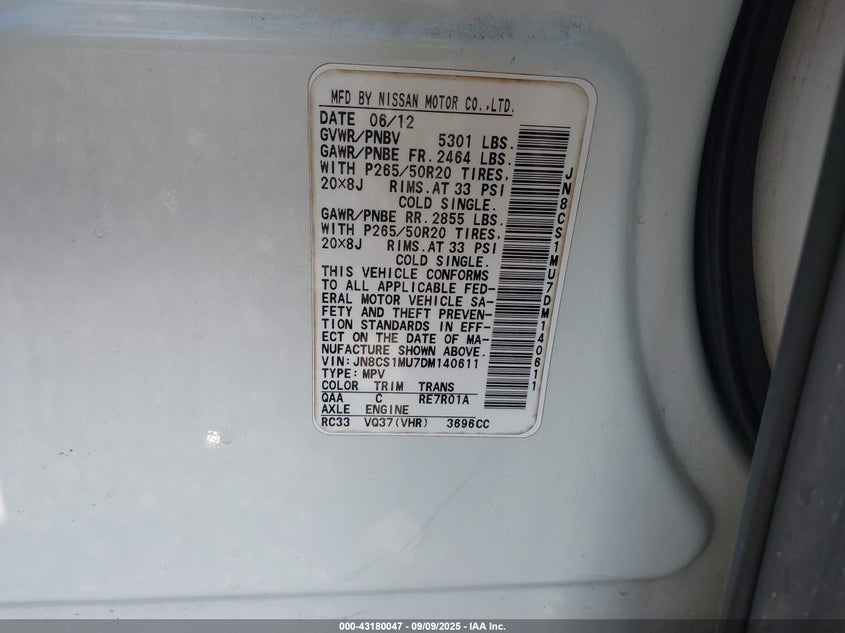 MFD BY NISSAN MOTOR CO.,LTD.
DATE 06/12
GVWR/PNBV 5301 LBS.
GAWR/PNBE FR. 2464 LBS.
WITH P265/50R20 TIRES,
20×8J RIMS.AT 33 PSI
COLD SINGLE.
GAWR/PNBE RR. 2855 LBS.
WITH P265/50R20 TIRES,
20×8J RIMS.AT 33 PSI
COLD SINGLE.
THIS VEHICLE CONFORMS
TO ALL APPLICABLE FED-
ERAL MOTOR VEHICLE SA-
FETY AND THEFT PREVEN-
TION STANDARDS IN EFF-
ECT ON THE DATE OF MA-
NUFACTURE SHOWN ABOVE.
VIN:JN8CS1MU7DM140611
TYPE:MPV
COLOR TRIM TRANS
QAA C RE7R01A
AXLE ENGINE
RC33 VQ37(VHR) 3696CC
JN8CS1MU7DM140611
000-43180047 - 09/09/2025 - IAA Inc.